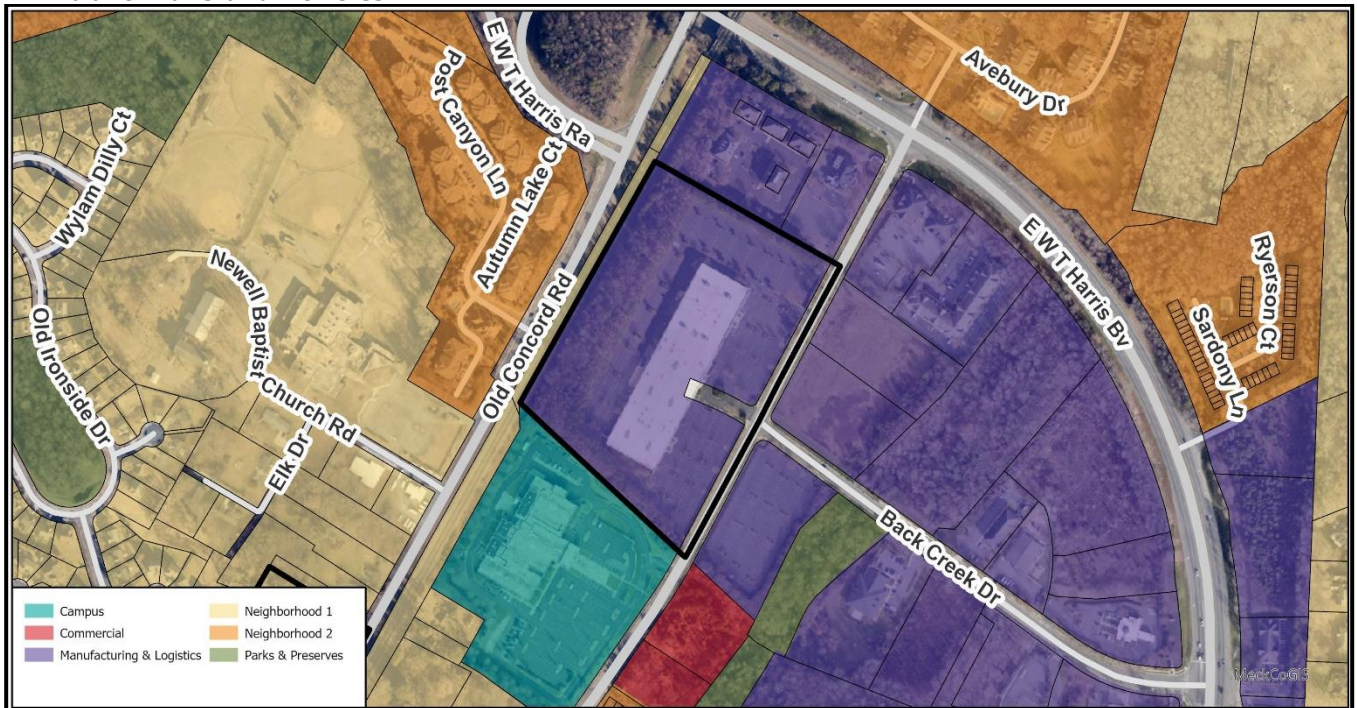 E W T Harris Ra
Post Canyon Ln
Autumn Lake Ct
Avebury Dr
Wylam Dilly Ct
Newell Baptist Church Rd
Old Ironside Dr
Elk Dr
Old Concord Rd
E W T Harris Bv
Ryerson Ct
Sardony Ln
Back Creek Dr
Campus
Commercial
Manufacturing & Logistics
Neighborhood 1
Neighborhood 2
Parks & Preserves
MeckCoGIS